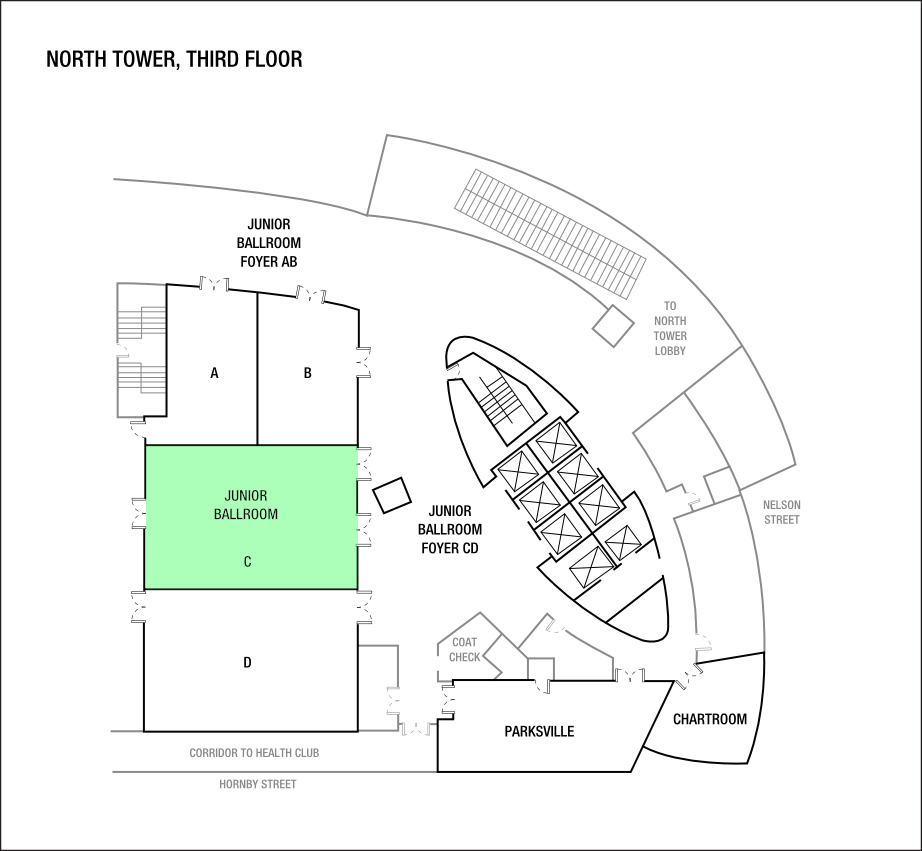 NORTH TOWER, THIRD FLOOR
JUNIOR
BALLROOM
FOYER AB
TO
NORTH
TOWER
LOBBY
A
B
JUNIOR
BALLROOM
C
JUNIOR
BALLROOM
FOYER CD
NELSON
STREET
COAT
CHECK
D
PARKSVILLE
CHARTROOM
CORRIDOR TO HEALTH CLUB
HORNBY STREET